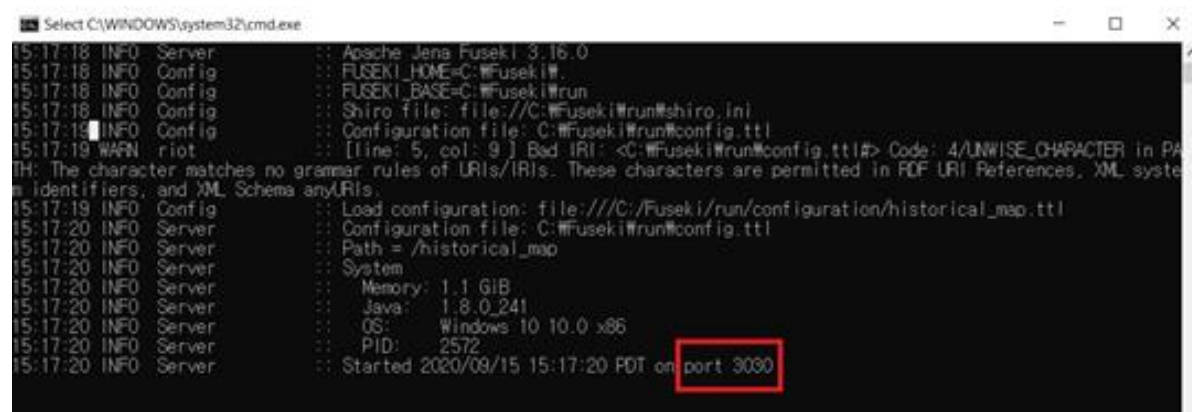 Select C:\WINDOWS\system32\cmd.exe
15:17:18 INFO  Server          :: Apache Jena Fuseki 3.16.0
15:17:18 INFO  Config          :: FUSEKI_HOME=C:₩Fuseki₩.
15:17:18 INFO  Config          :: FUSEKI_BASE=C:₩Fuseki₩run
15:17:18 INFO  Config          :: Shiro file: file://C:₩Fuseki₩run₩shiro.ini
15:17:19 INFO  Config          :: Configuration file: C:₩Fuseki₩run₩config.ttl
15:17:19 WARN  riot            :: [line: 5, col: 9 ] Bad IRI: <C:₩Fuseki₩run₩config.ttl#> Code: 4/UNWISE_CHARACTER in PA
TH: The character matches no grammar rules of URIs/IRIs. These characters are permitted in RDF URI References, XML syste
m identifiers, and XML Schema anyURIs.
15:17:19 INFO  Config          :: Load configuration: file:///C:/Fuseki/run/configuration/historical_map.ttl
15:17:20 INFO  Server          :: Configuration file: C:₩Fuseki₩run₩config.ttl
15:17:20 INFO  Server          :: Path = /historical_map
15:17:20 INFO  Server          :: System
15:17:20 INFO  Server          ::   Memory: 1.1 GiB
15:17:20 INFO  Server          ::   Java:   1.8.0_241
15:17:20 INFO  Server          ::   OS:     Windows 10 10.0 x86
15:17:20 INFO  Server          ::   PID:    2572
15:17:20 INFO  Server          :: Started 2020/09/15 15:17:20 PDT on port 3030